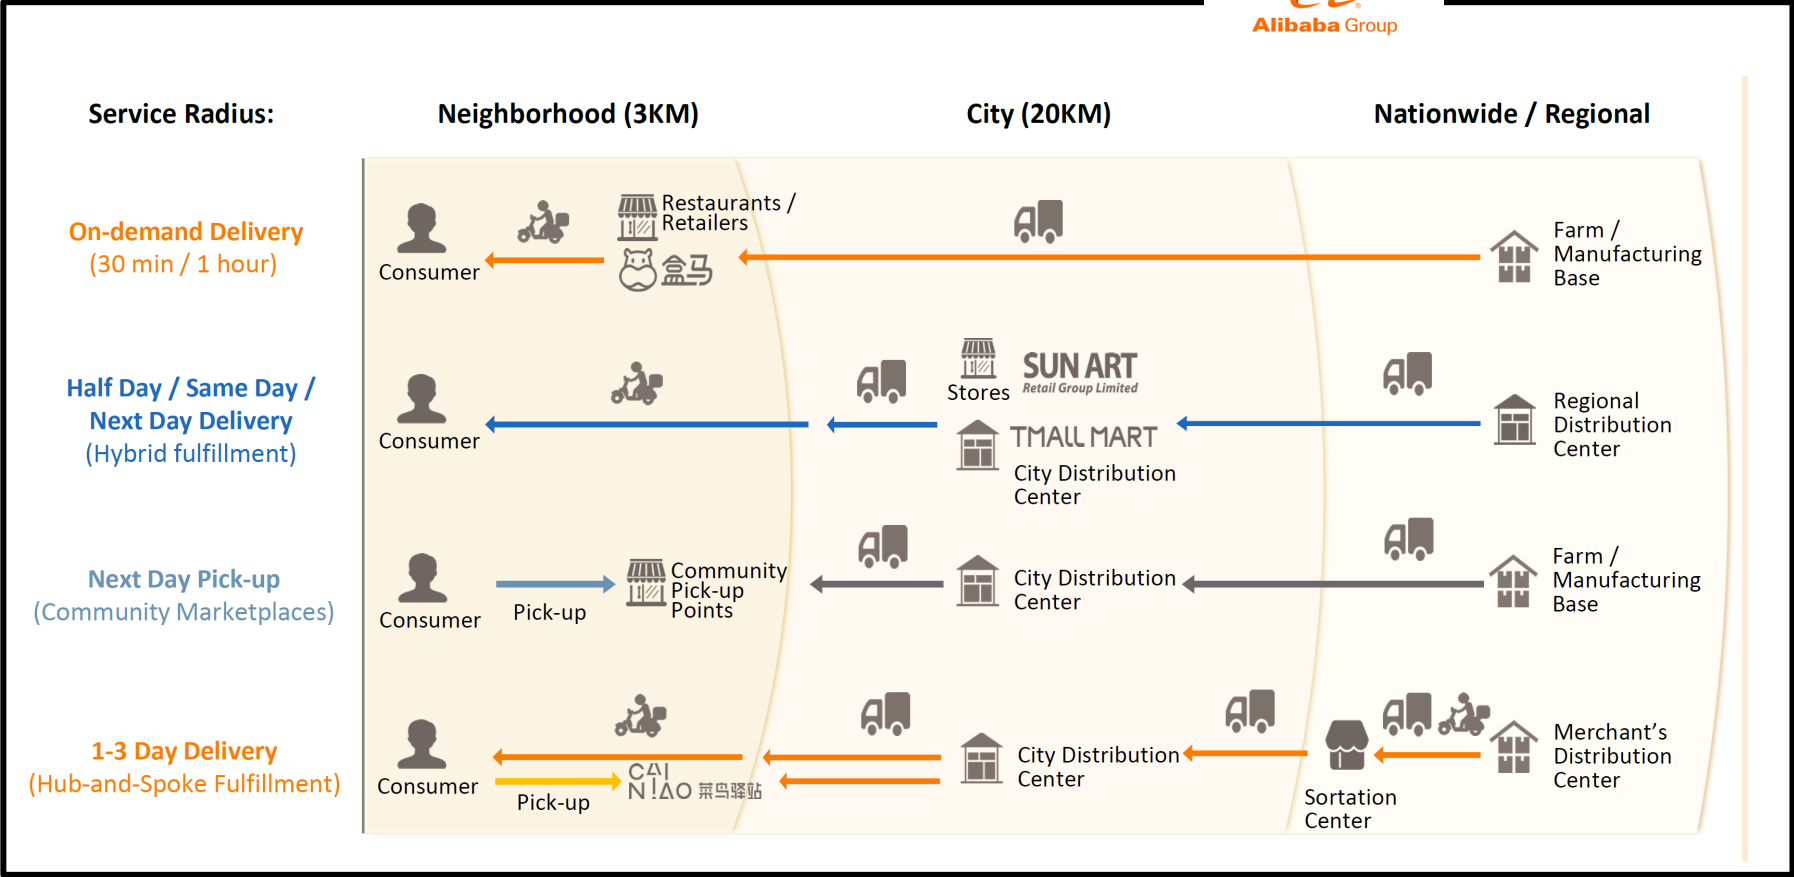 Alibaba Group
Service Radius:
Neighborhood (3KM)
City (20KM)
Nationwide / Regional
On-demand Delivery
(30 min / 1 hour)
Consumer
Restaurants /
Retailers
盒马
Farm /
Manufacturing
Base
Half Day / Same Day /
Next Day Delivery
(Hybrid fulfillment)
Consumer
Stores
SUN ART
Retail Group Limited
TMALL MART
City Distribution
Center
Regional
Distribution
Center
Next Day Pick-up
(Community Marketplaces)
Consumer
Pick-up
Community
Pick-up
Points
City Distribution
Center
Farm /
Manufacturing
Base
1-3 Day Delivery
(Hub-and-Spoke Fulfillment)
Consumer
Pick-up
CAI
NIAO 菜鸟驿站
City Distribution
Center
Sortation
Center
Merchant’s
Distribution
Center